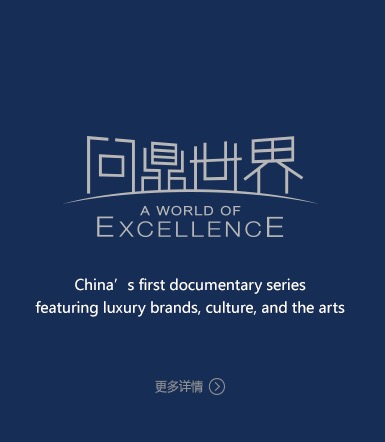 问鼎世界
A WORLD OF
EXCELLENCE
China's first documentary series
featuring luxury brands, culture, and the arts
更多详情